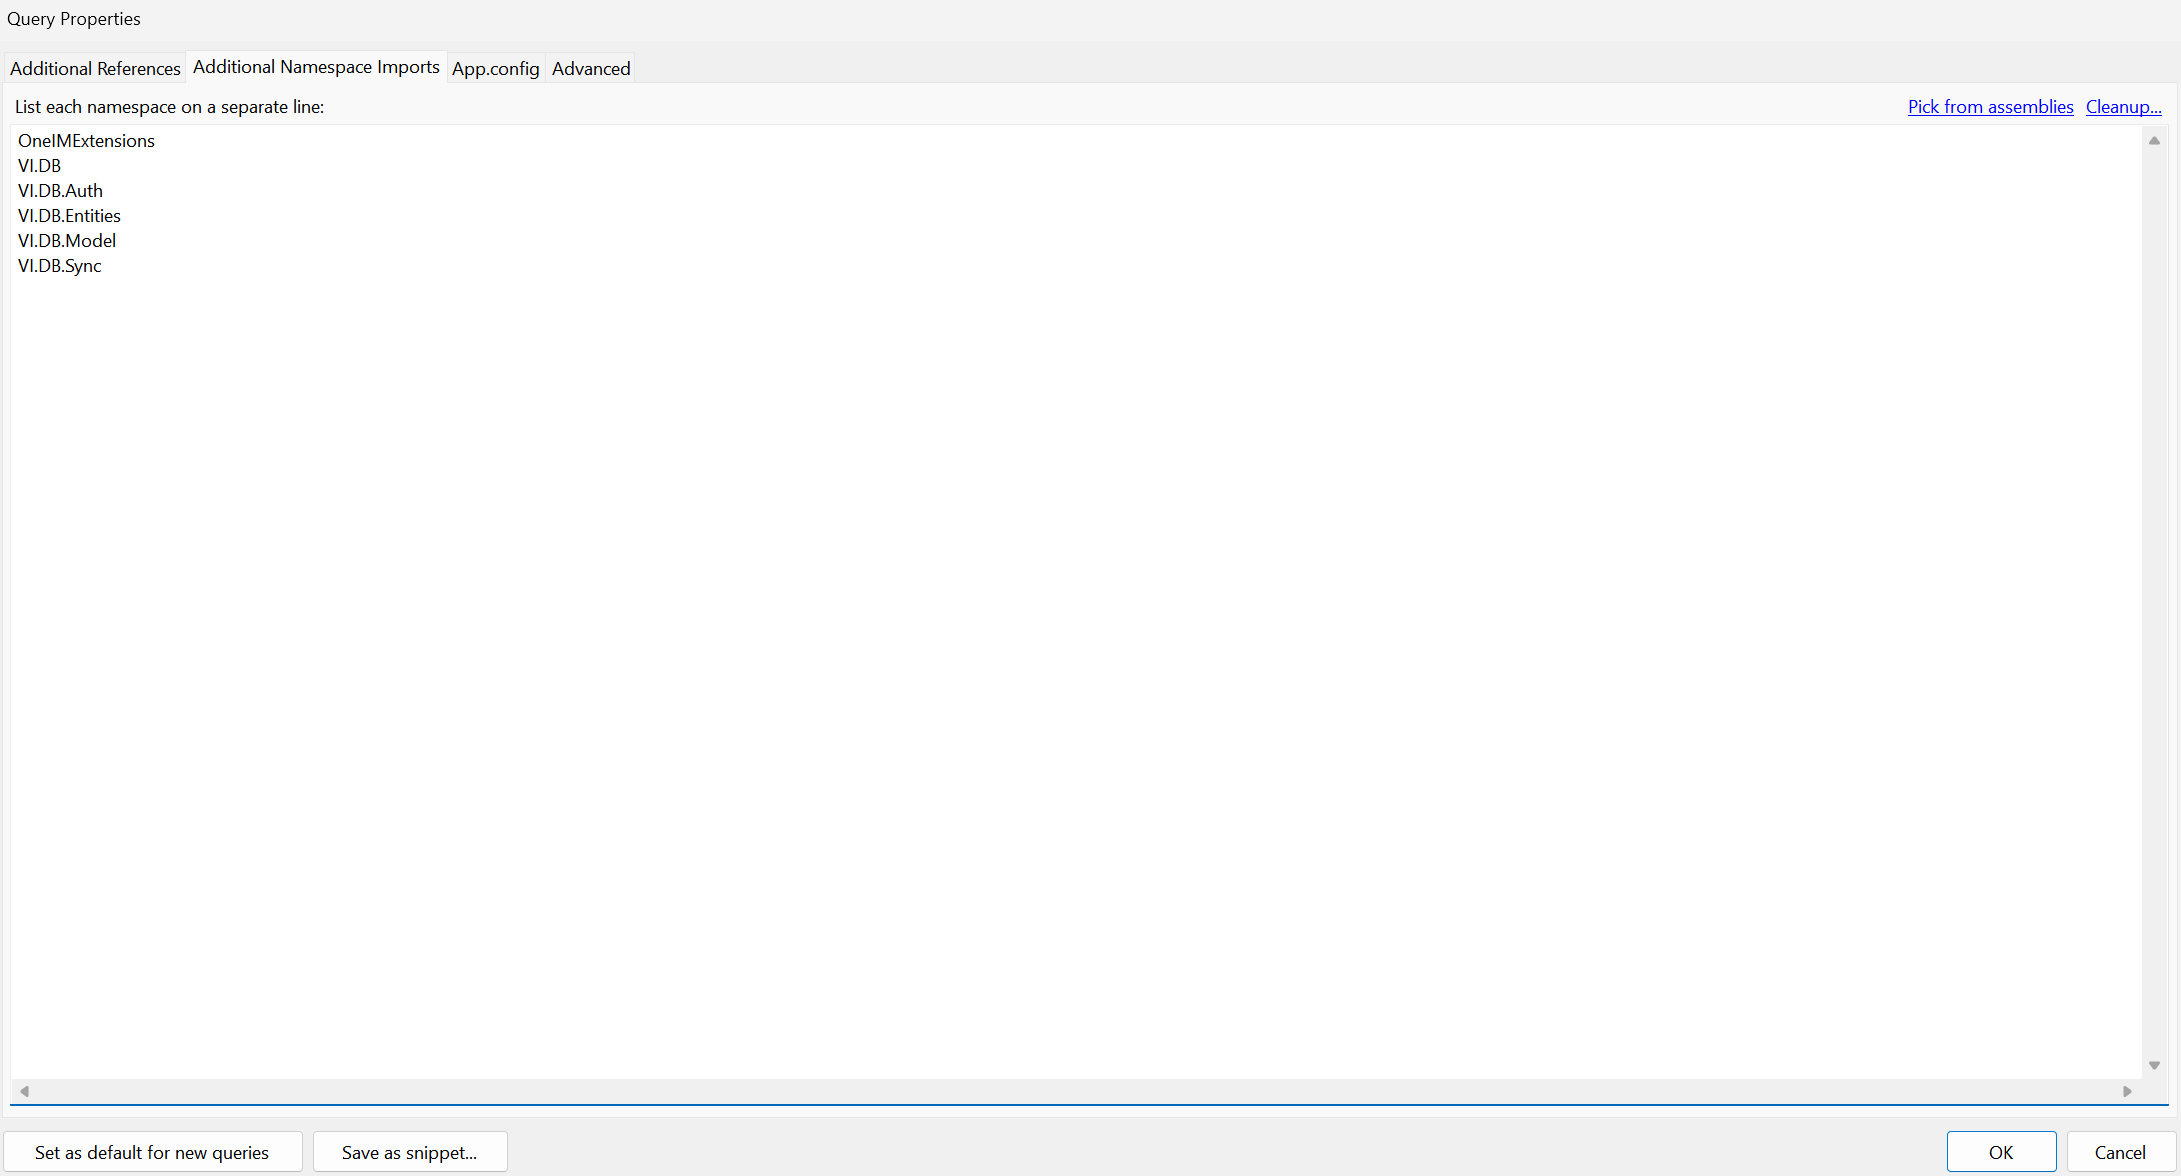 Query Properties
Additional References Additional Namespace Imports App.config Advanced
List each namespace on a separate line: Pick from assemblies Cleanup...
OneIMExtensions
VI.DB
VI.DB.Auth
VI.DB.Entities
VI.DB.Model
VI.DB.Sync
Set as default for new queries Save as snippet... OK Cancel